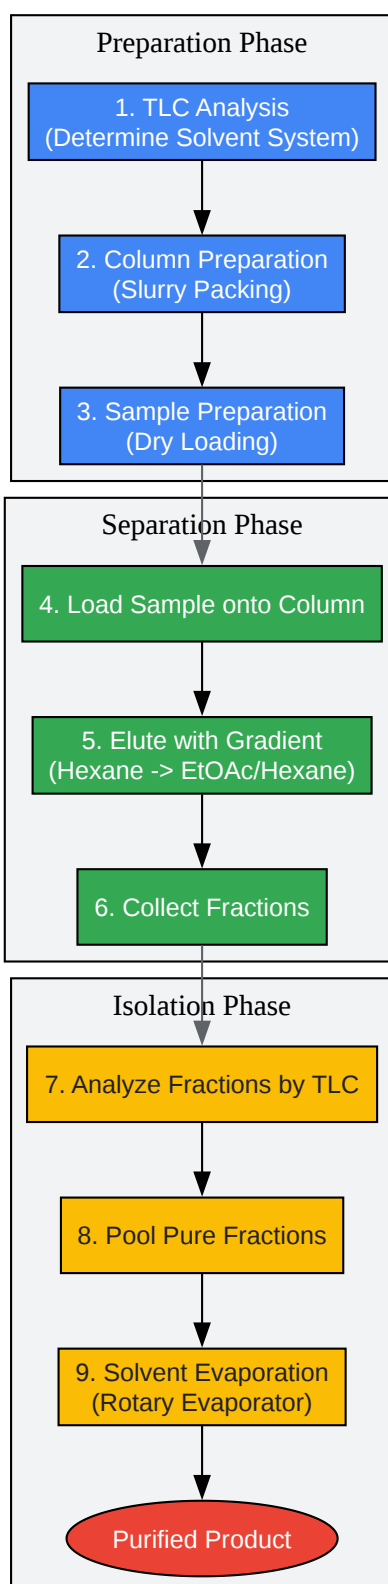 Preparation Phase
1. TLC Analysis
(Determine Solvent System)
2. Column Preparation
(Slurry Packing)
3. Sample Preparation
(Dry Loading)
Separation Phase
4. Load Sample onto Column
5. Elute with Gradient
(Hexane -> EtOAc/Hexane)
6. Collect Fractions
Isolation Phase
7. Analyze Fractions by TLC
8. Pool Pure Fractions
9. Solvent Evaporation
(Rotary Evaporator)
Purified Product